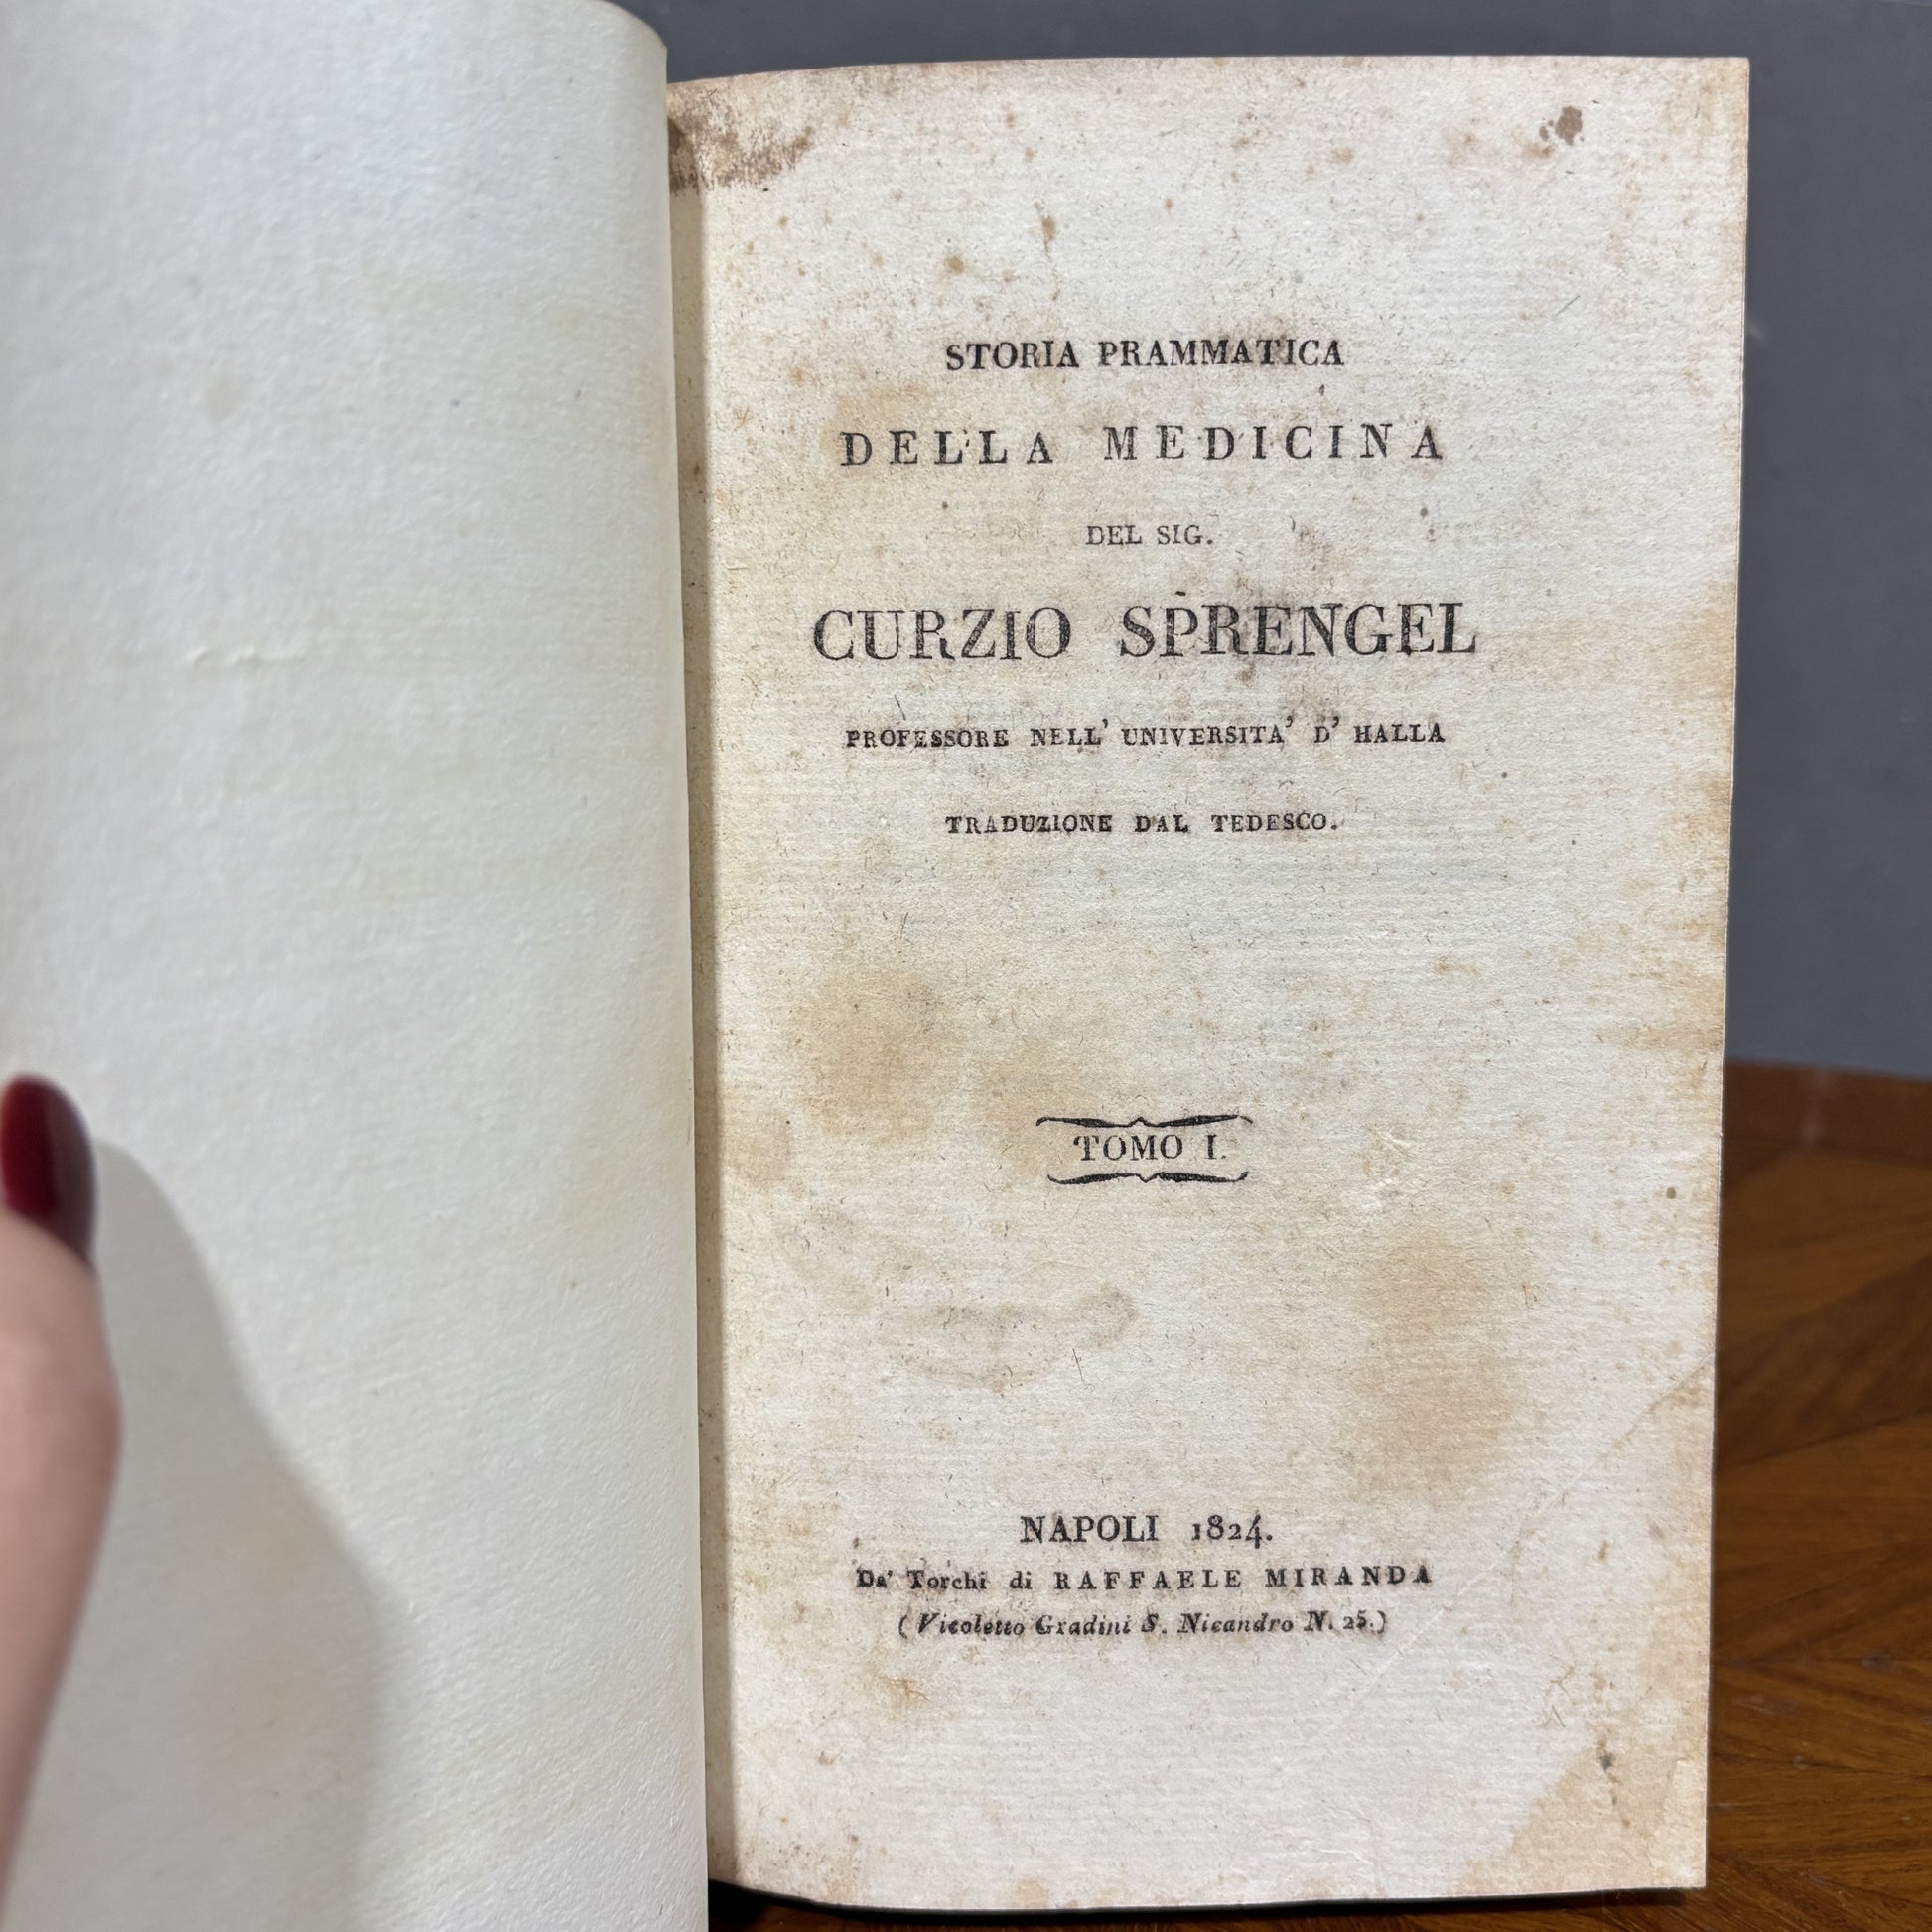 STORIA PRAMMATICA
DELLA MEDICINA
DEL SIG.
CURZIO SPRENGEL
PROFESSORE NELL' UNIVERSITA' D' HALLA
TRADUZIONE DAL TEDESCO.
TOMO I.
NAPOLI 1824.
Da' Torchi di RAFFAELE MIRANDA
( Vicoletto Gradini S. Nicandro N. 25.)